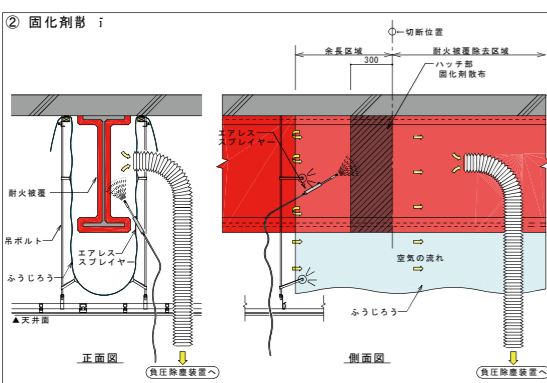 ② 固化剤散 i
切断位置
余長区域
耐火被覆除去区域
300
ハッチ部
固化剤散布
エアレス
スプレイヤー
耐火被覆
吊ボルト
エアレス
スプレイヤー
ふうじろう
空気の流れ
ふうじろう
▲天井面
正面図
側面図
負圧除塵装置へ
負圧除塵装置へ